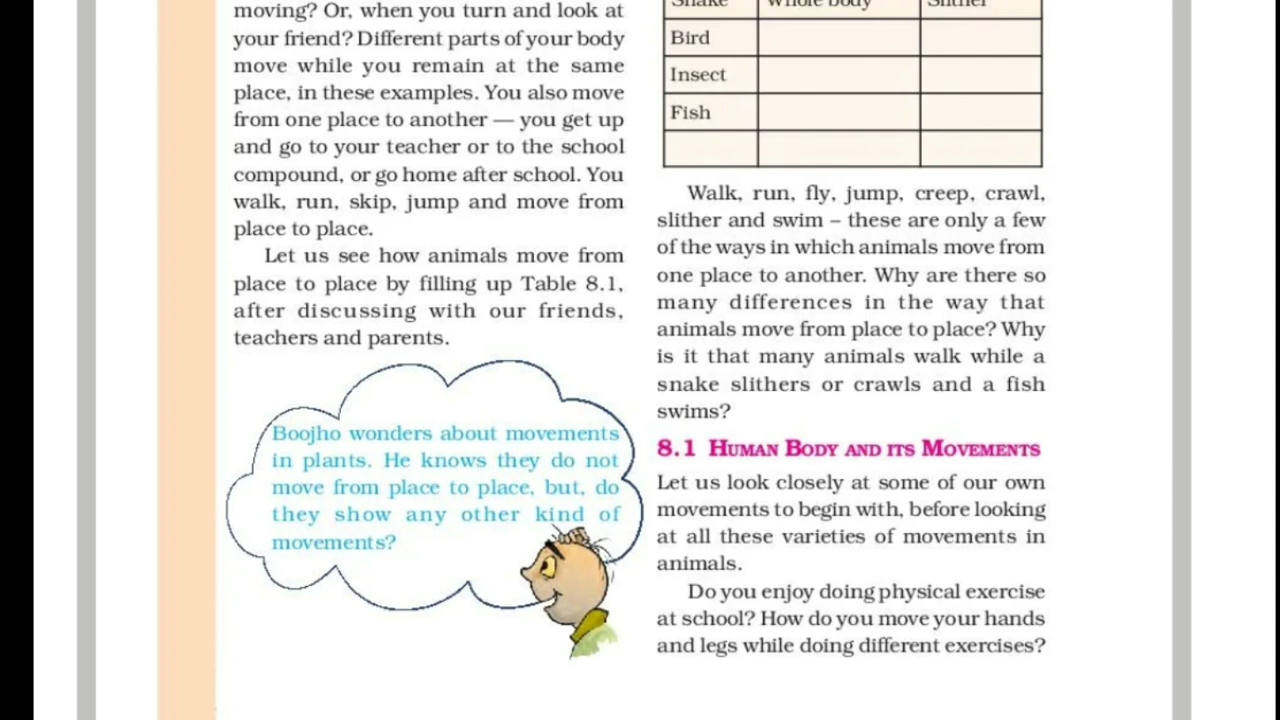 moving? Or, when you turn and look at
your friend? Different parts of your body
move while you remain at the same
place, in these examples. You also move
from one place to another — you get up
and go to your teacher or to the school
compound, or go home after school. You
walk, run, skip, jump and move from
place to place.
Let us see how animals move from
place to place by filling up Table 8.1,
after discussing with our friends,
teachers and parents.
Boojho wonders about movements
in plants. He knows they do not
move from place to place, but, do
they show any other kind of
movements?
Snake Whole body Slither
Bird
Insect
Fish
Walk, run, fly, jump, creep, crawl,
slither and swim – these are only a few
of the ways in which animals move from
one place to another. Why are there so
many differences in the way that
animals move from place to place? Why
is it that many animals walk while a
snake slithers or crawls and a fish
swims?
8.1 HUMAN BODY AND ITS MOVEMENTS
Let us look closely at some of our own
movements to begin with, before looking
at all these varieties of movements in
animals.
Do you enjoy doing physical exercise
at school? How do you move your hands
and legs while doing different exercises?